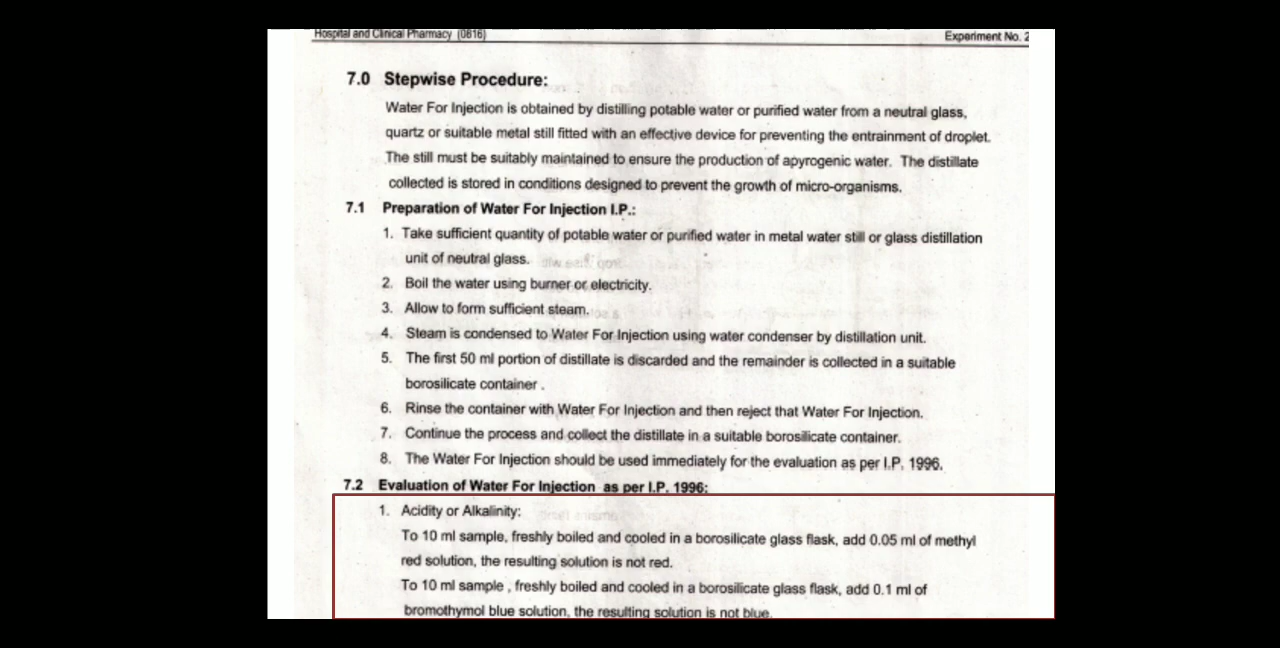 Hospital and Clinical Pharmacy (0816) Experiment No. 2
7.0 Stepwise Procedure:
Water For Injection is obtained by distilling potable water or purified water from a neutral glass,
quartz or suitable metal still fitted with an effective device for preventing the entrainment of droplet.
The still must be suitably maintained to ensure the production of apyrogenic water. The distillate
collected is stored in conditions designed to prevent the growth of micro-organisms.
7.1 Preparation of Water For Injection I.P.:
1. Take sufficient quantity of potable water or purified water in metal water still or glass distillation
unit of neutral glass.
2. Boil the water using burner or electricity.
3. Allow to form sufficient steam.
4. Steam is condensed to Water For Injection using water condenser by distillation unit.
5. The first 50 ml portion of distillate is discarded and the remainder is collected in a suitable
borosilicate container .
6. Rinse the container with Water For Injection and then reject that Water For Injection.
7. Continue the process and collect the distillate in a suitable borosilicate container.
8. The Water For Injection should be used immediately for the evaluation as per I.P. 1996.
7.2 Evaluation of Water For Injection as per I.P. 1996:
1. Acidity or Alkalinity:
To 10 ml sample, freshly boiled and cooled in a borosilicate glass flask, add 0.05 ml of methyl
red solution, the resulting solution is not red.
To 10 ml sample , freshly boiled and cooled in a borosilicate glass flask, add 0.1 ml of
bromothymol blue solution, the resulting solution is not blue.